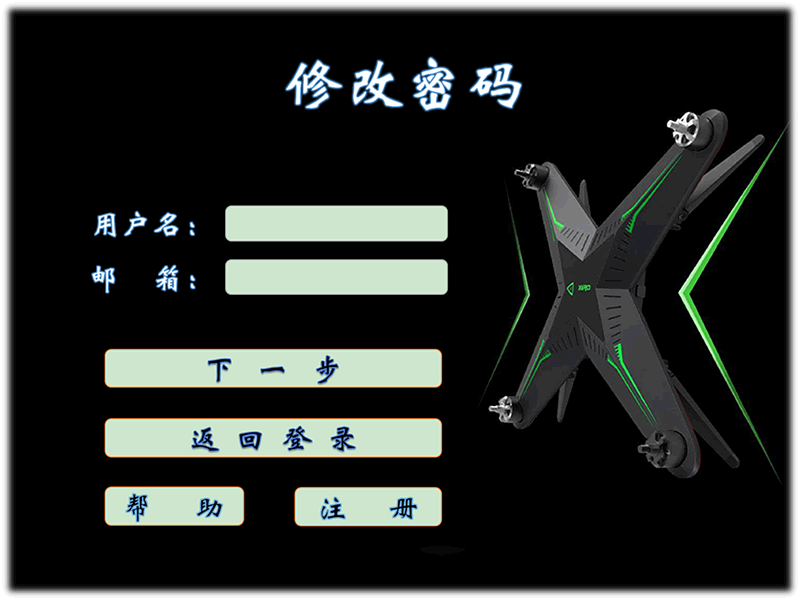 修改密码
用户名：
邮 箱：
下 一 步
返 回 登 录
帮 助 注 册